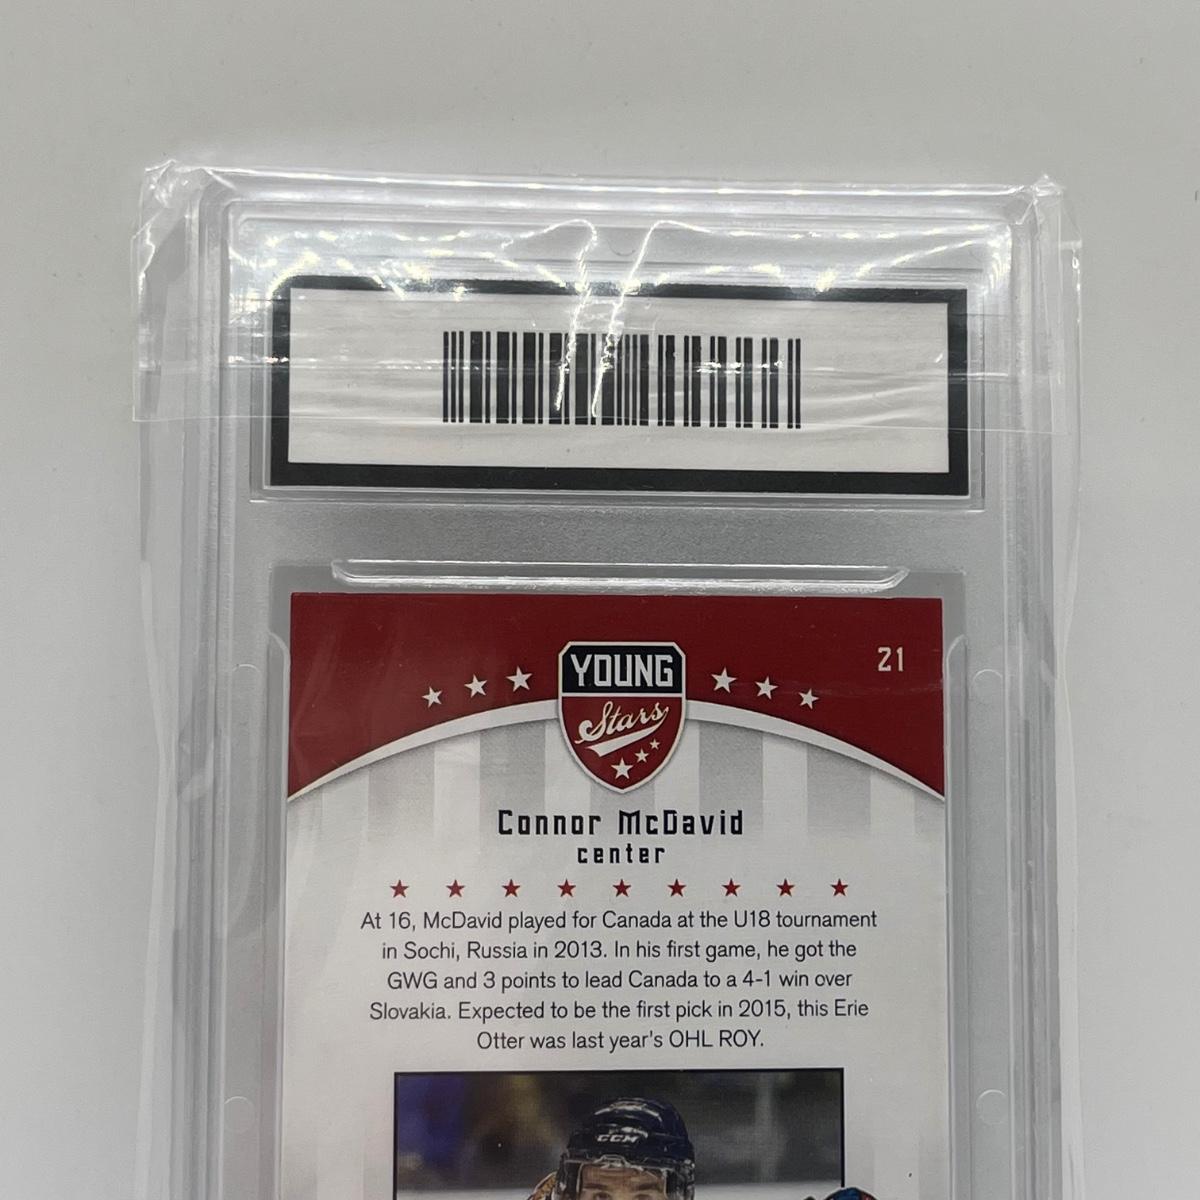 21
YOUNG
Stars
Connor McDavid
center
At 16, McDavid played for Canada at the U18 tournament
in Sochi, Russia in 2013. In his first game, he got the
GWG and 3 points to lead Canada to a 4-1 win over
Slovakia. Expected to be the first pick in 2015, this Erie
Otter was last year's OHL ROY.
CCM